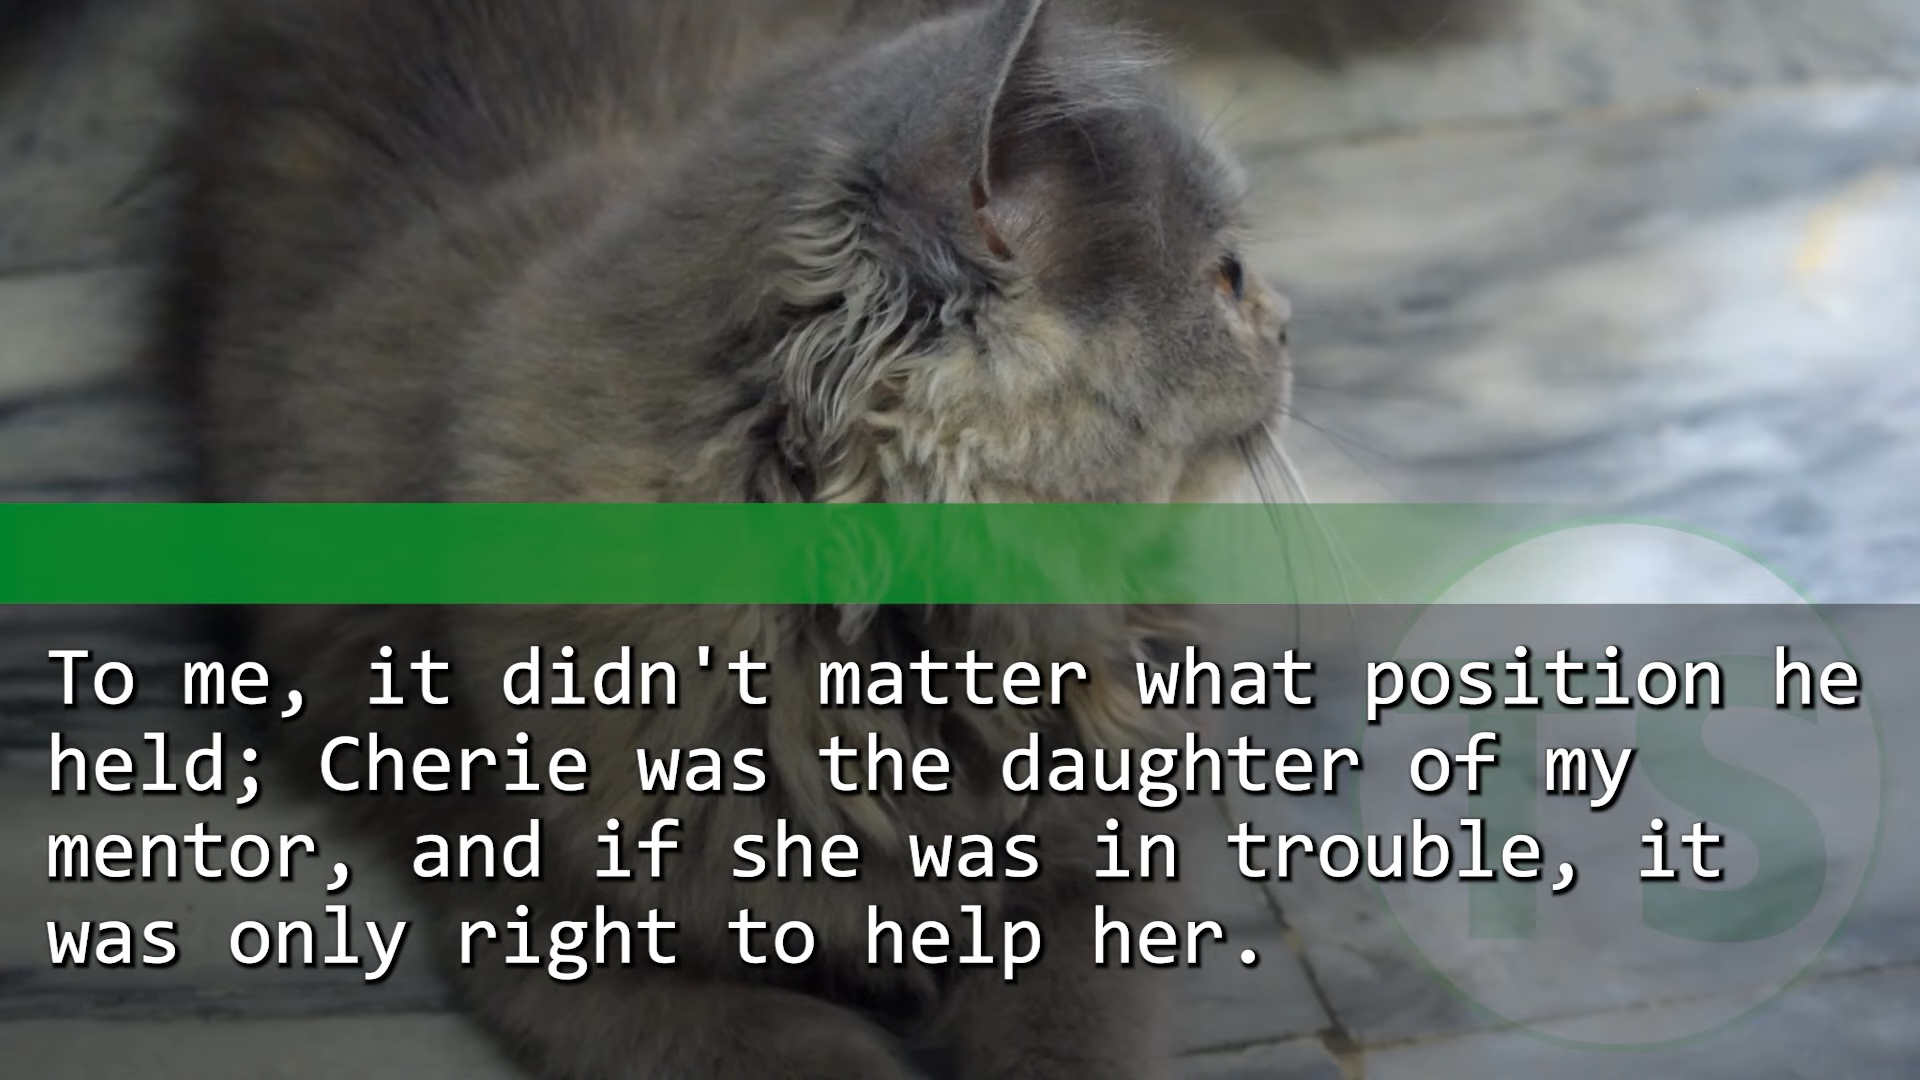 To me, it didn't matter what position he
held; Cherie was the daughter of my
mentor, and if she was in trouble, it
was only right to help her.
TS